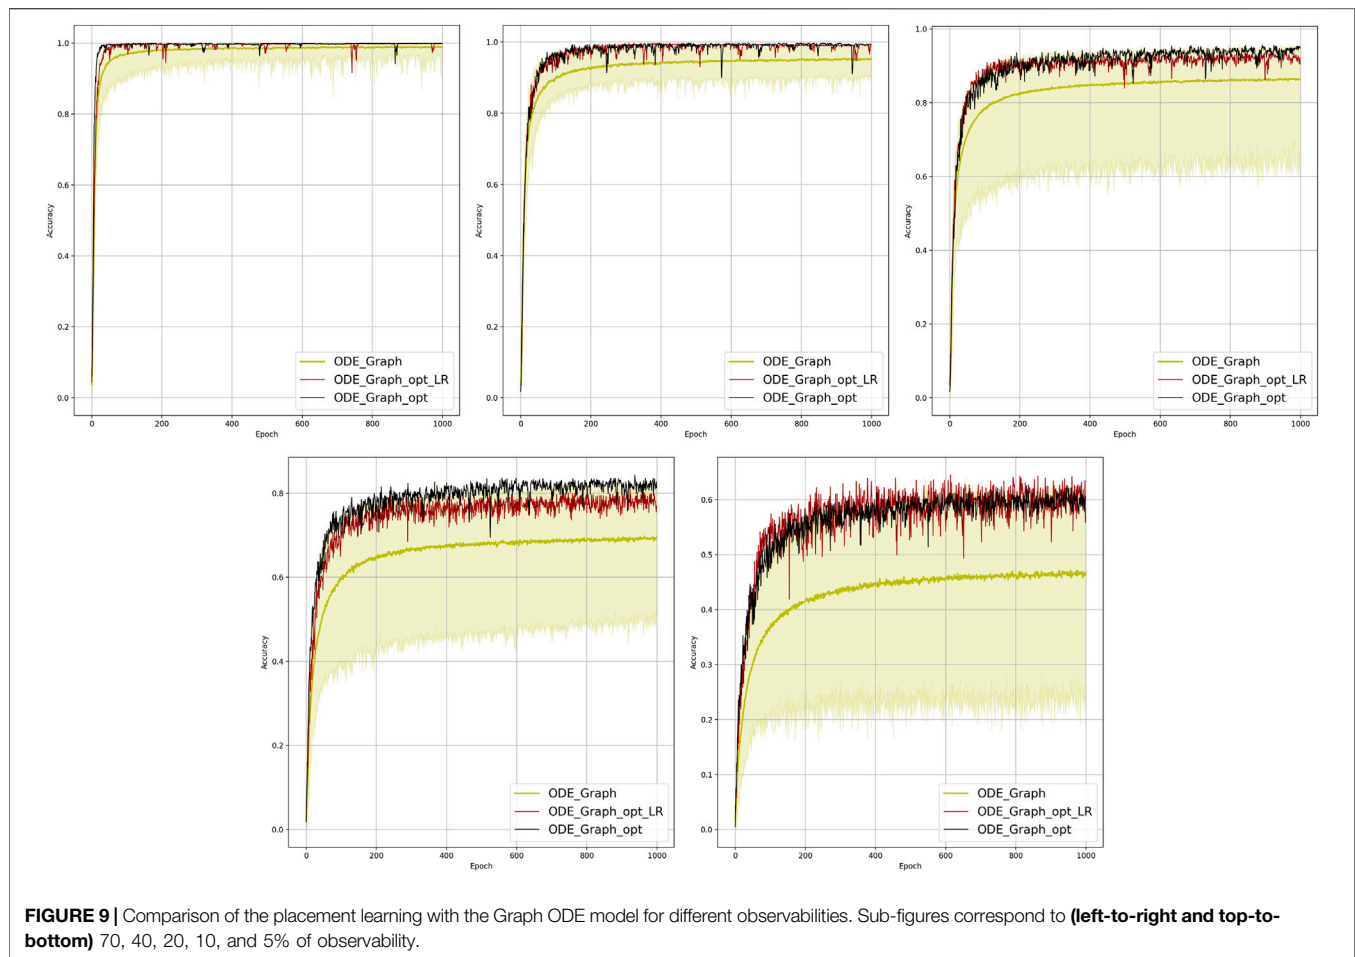 1.0
0.8
0.6
0.4
0.2
0.0
Accuracy
0
200
400
600
800
1000
Epoch
ODE_Graph
ODE_Graph_opt_LR
ODE_Graph_opt
1.0
0.8
0.6
0.4
0.2
0.0
Accuracy
0
200
400
600
800
1000
Epoch
ODE_Graph
ODE_Graph_opt_LR
ODE_Graph_opt
1.0
0.8
0.6
0.4
0.2
0.0
Accuracy
0
200
400
600
800
1000
Epoch
ODE_Graph
ODE_Graph_opt_LR
ODE_Graph_opt
0.8
0.6
0.4
0.2
0.0
Accuracy
0
200
400
600
800
1000
Epoch
ODE_Graph
ODE_Graph_opt_LR
ODE_Graph_opt
0.6
0.5
0.4
0.3
0.2
0.1
0.0
Accuracy
0
200
400
600
800
1000
Epoch
ODE_Graph
ODE_Graph_opt_LR
ODE_Graph_opt
FIGURE 9 | Comparison of the placement learning with the Graph ODE model for different observabilities. Sub-figures correspond to (left-to-right and top-to-
bottom) 70, 40, 20, 10, and 5% of observability.